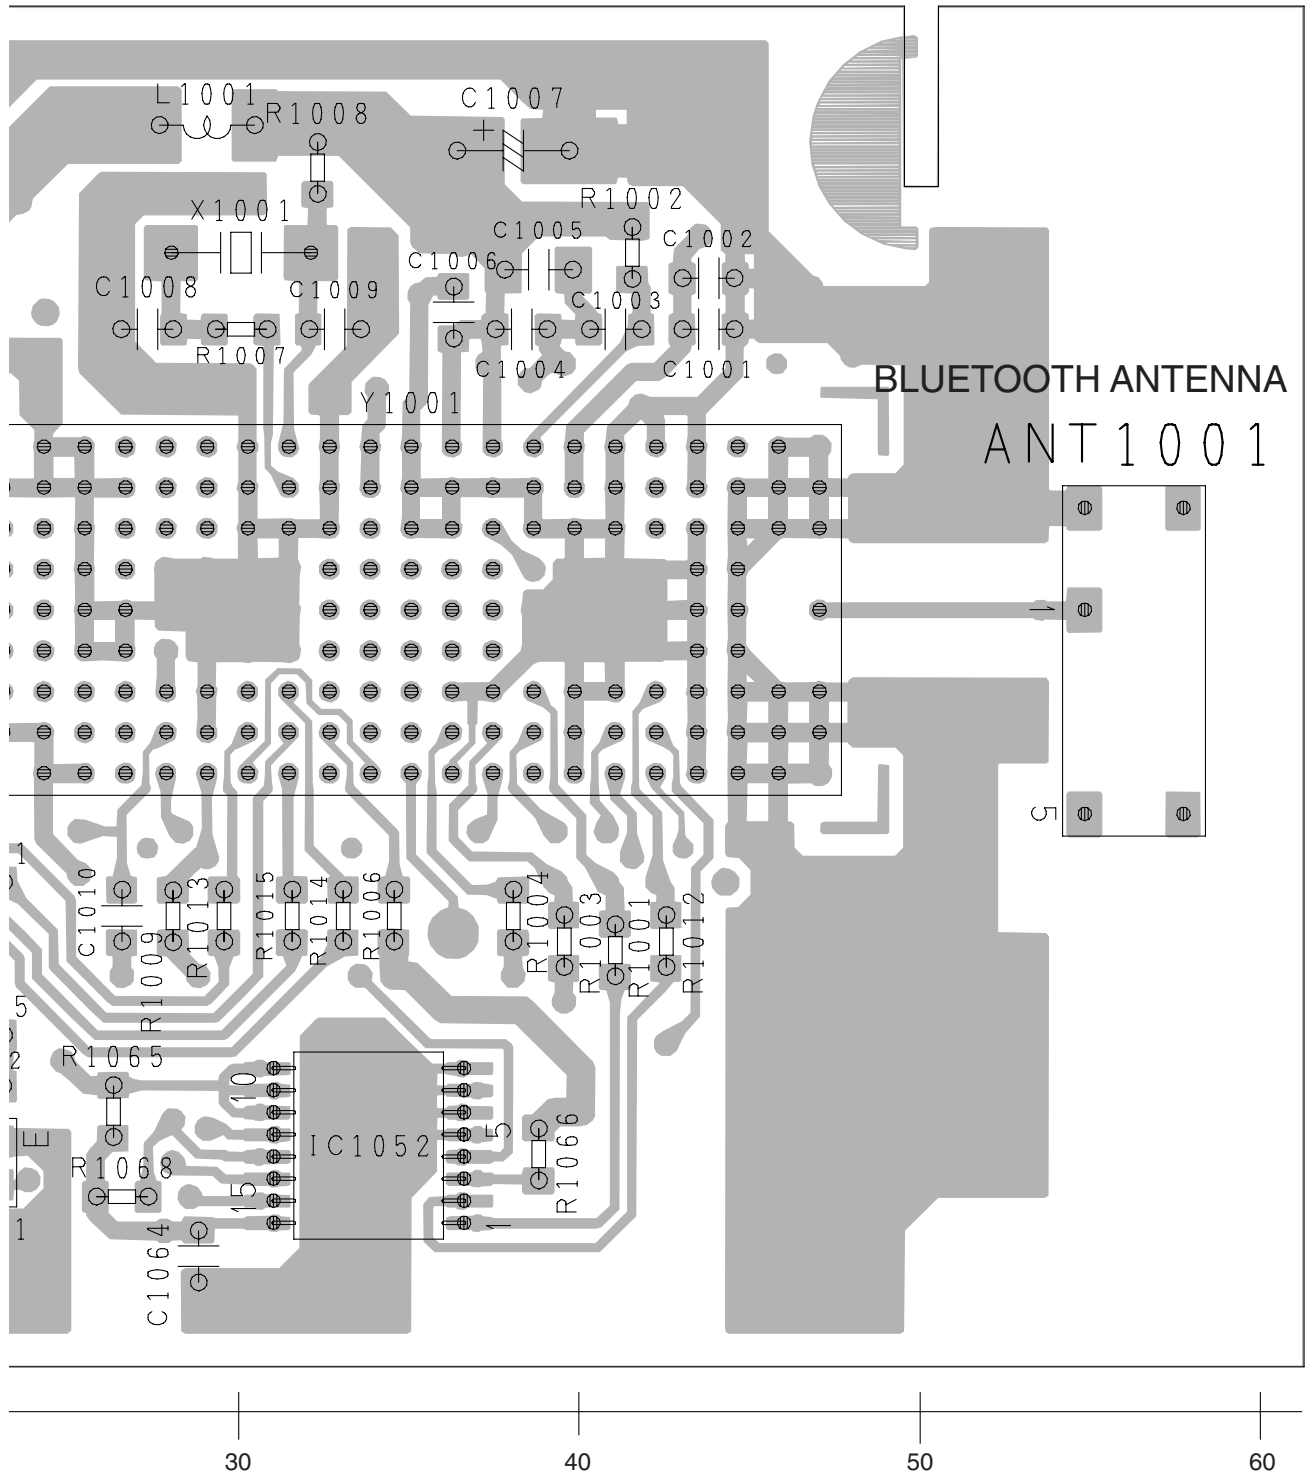 L1001
R1008
C1007
+
R1002
X1001
C1005
C1002
C1006
C1008
C1009
C1003
R1007
C1004
C1001
BLUETOOTH ANTENNA
Y1001
ANT1001
1
5
1
C1010
R1009
R1013
R1015
R1014
R1006
R1004
R1003
R1001
R1012
5
2
R1065
10
E
IC1052
5
R1066
R1068
15
1
1
C1064
30
40
50
60